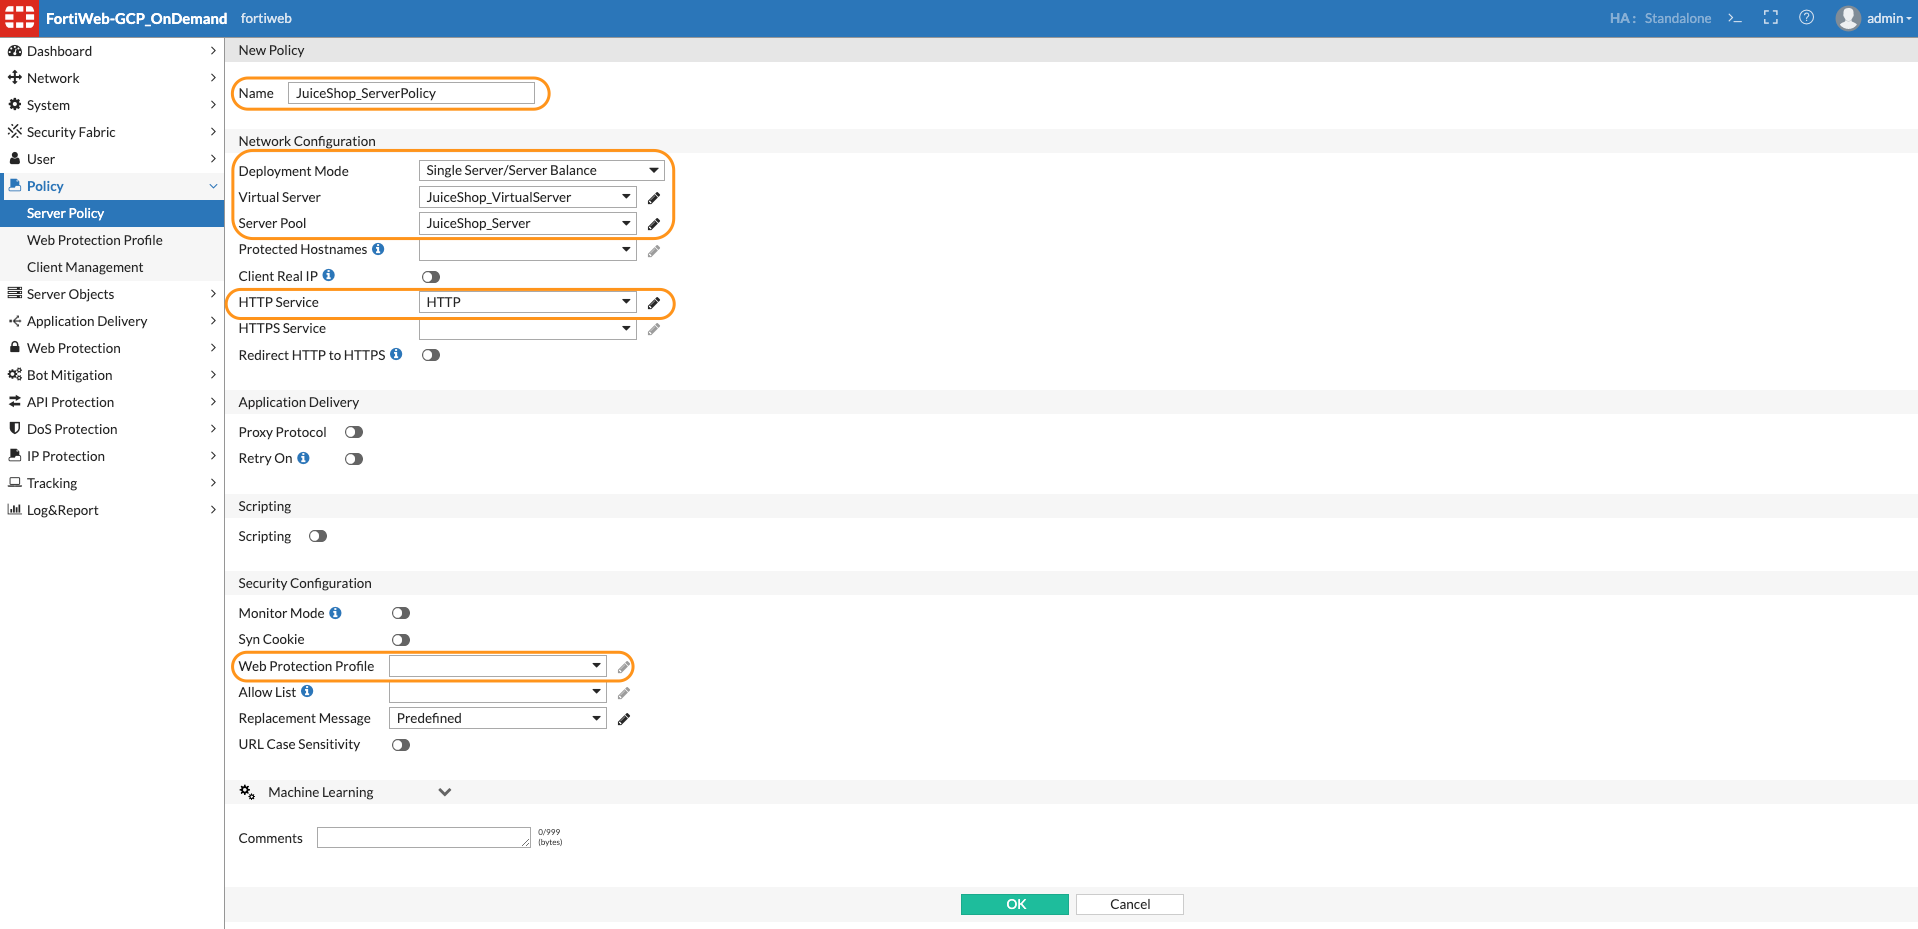 FortiWeb-GCP_OnDemand fortiweb HA: Standalone >_ admin
Dashboard
Network
System
Security Fabric
User
Policy
Server Policy
Web Protection Profile
Client Management
Server Objects
Application Delivery
Web Protection
Bot Mitigation
API Protection
DoS Protection
IP Protection
Tracking
Log&Report
New Policy
Name JuiceShop_ServerPolicy
Network Configuration
Deployment Mode Single Server/Server Balance
Virtual Server JuiceShop_VirtualServer
Server Pool JuiceShop_Server
Protected Hostnames
Client Real IP
HTTP Service HTTP
HTTPS Service
Redirect HTTP to HTTPS
Application Delivery
Proxy Protocol
Retry On
Scripting
Scripting
Security Configuration
Monitor Mode
Syn Cookie
Web Protection Profile
Allow List
Replacement Message Predefined
URL Case Sensitivity
Machine Learning
Comments 0/999
(bytes)
OK Cancel